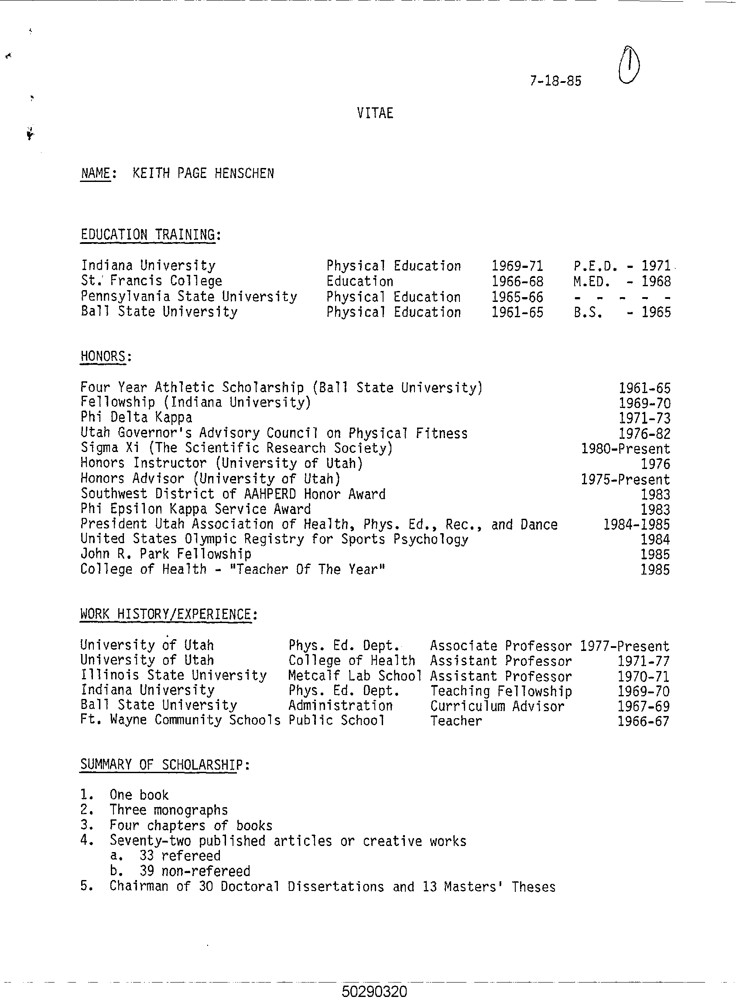 7-18-85
1
VITAE
NAME: KEITH PAGE HENSCHEN
EDUCATION TRAINING:
Indiana University Physical Education 1969-71 P.E.D. - 1971
St. Francis College Education 1966-68 M.ED. - 1968
Pennsylvania State University Physical Education 1965-66 - - - - -
Ball State University Physical Education 1961-65 B.S. - 1965
HONORS:
Four Year Athletic Scholarship (Ball State University) 1961-65
Fellowship (Indiana University) 1969-70
Phi Delta Kappa 1971-73
Utah Governor's Advisory Council on Physical Fitness 1976-82
Sigma Xi (The Scientific Research Society) 1980-Present
Honors Instructor (University of Utah) 1976
Honors Advisor (University of Utah) 1975-Present
Southwest District of AAHPERD Honor Award 1983
Phi Epsilon Kappa Service Award 1983
President Utah Association of Health, Phys. Ed., Rec., and Dance 1984-1985
United States Olympic Registry for Sports Psychology 1984
John R. Park Fellowship 1985
College of Health - "Teacher Of The Year" 1985
WORK HISTORY/EXPERIENCE:
University of Utah Phys. Ed. Dept. Associate Professor 1977-Present
University of Utah College of Health Assistant Professor 1971-77
Illinois State University Metcalf Lab School Assistant Professor 1970-71
Indiana University Phys. Ed. Dept. Teaching Fellowship 1969-70
Ball State University Administration Curriculum Advisor 1967-69
Ft. Wayne Community Schools Public School Teacher 1966-67
SUMMARY OF SCHOLARSHIP:
1. One book
2. Three monographs
3. Four chapters of books
4. Seventy-two published articles or creative works
a. 33 refereed
b. 39 non-refereed
5. Chairman of 30 Doctoral Dissertations and 13 Masters' Theses
50290320